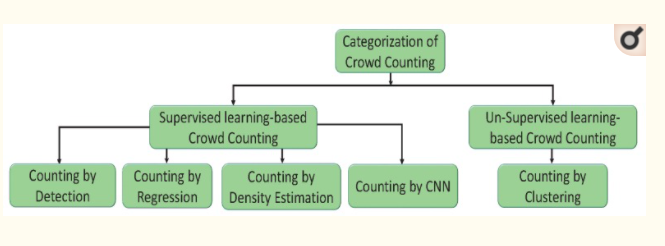 Categorization of
Crowd Counting
Supervised learning-based
Crowd Counting
Un-Supervised learning-
based Crowd Counting
Counting by
Detection
Counting by
Regression
Counting by
Density Estimation
Counting by CNN
Counting by
Clustering